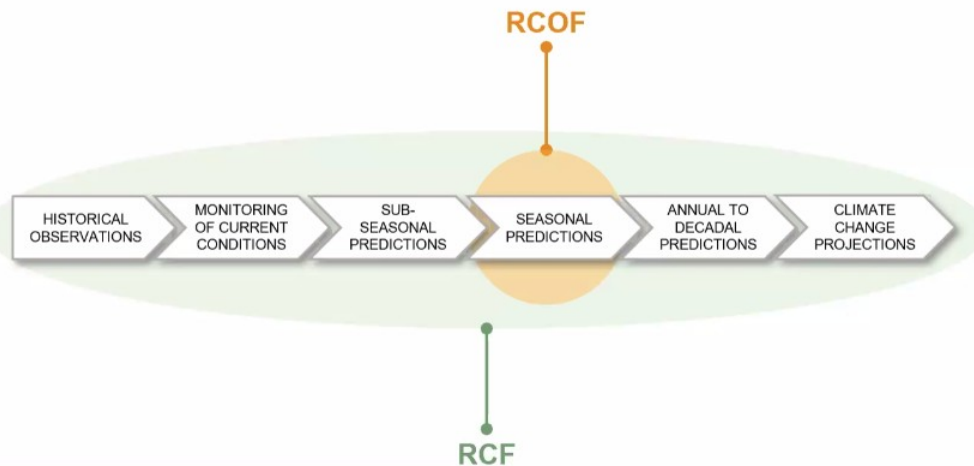 RCOF
HISTORICAL
OBSERVATIONS
MONITORING
OF CURRENT
CONDITIONS
SUB-
SEASONAL
PREDICTIONS
SEASONAL
PREDICTIONS
ANNUAL TO
DECADAL
PREDICTIONS
CLIMATE
CHANGE
PROJECTIONS
RCF